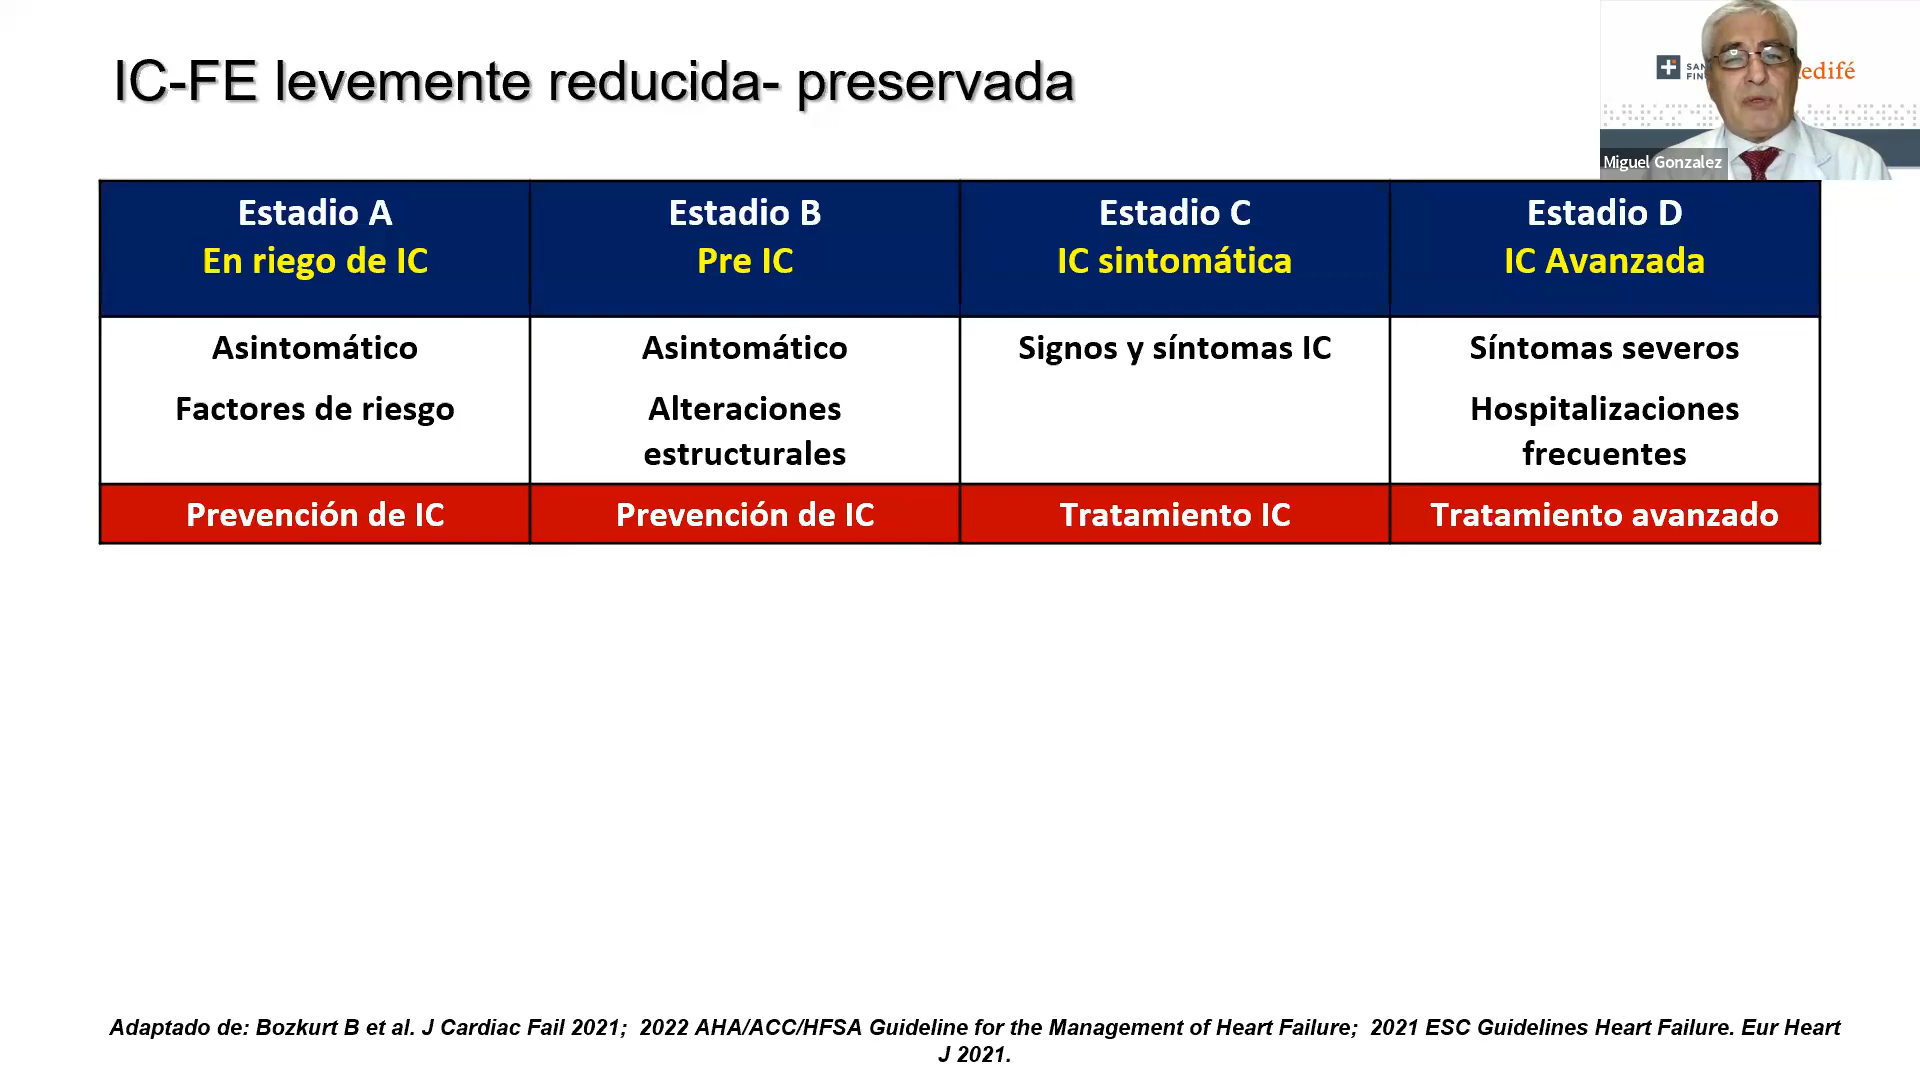 IC-FE levemente reducida- preservada
edifé
Miguel Gonzalez
Estadio A
En riego de IC
Estadio B
Pre IC
Estadio C
IC sintomática
Estadio D
IC Avanzada
Asintomático
Factores de riesgo
Asintomático
Alteraciones
estructurales
Signos y síntomas IC
Síntomas severos
Hospitalizaciones
frecuentes
Prevención de IC
Prevención de IC
Tratamiento IC
Tratamiento avanzado
Adaptado de: Bozkurt B et al. J Cardiac Fail 2021; 2022 AHA/ACC/HFSA Guideline for the Management of Heart Failure; 2021 ESC Guidelines Heart Failure. Eur Heart
J 2021.